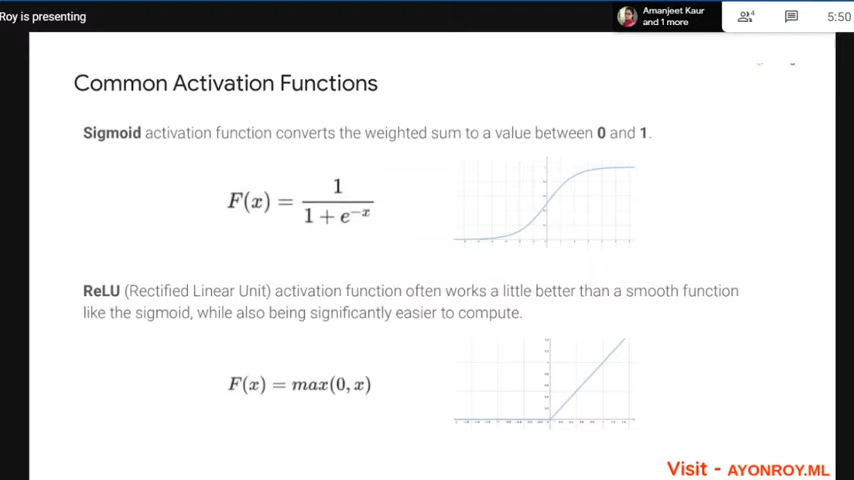 Roy is presenting
Amanjeet Kaur
and 1 more
4
5:50
Common Activation Functions
Sigmoid activation function converts the weighted sum to a value between 0 and 1.
F(x) = 1 / (1 + e^{-x})
ReLU (Rectified Linear Unit) activation function often works a little better than a smooth function
like the sigmoid, while also being significantly easier to compute.
F(x) = max(0, x)
Visit - AYONROY.ML